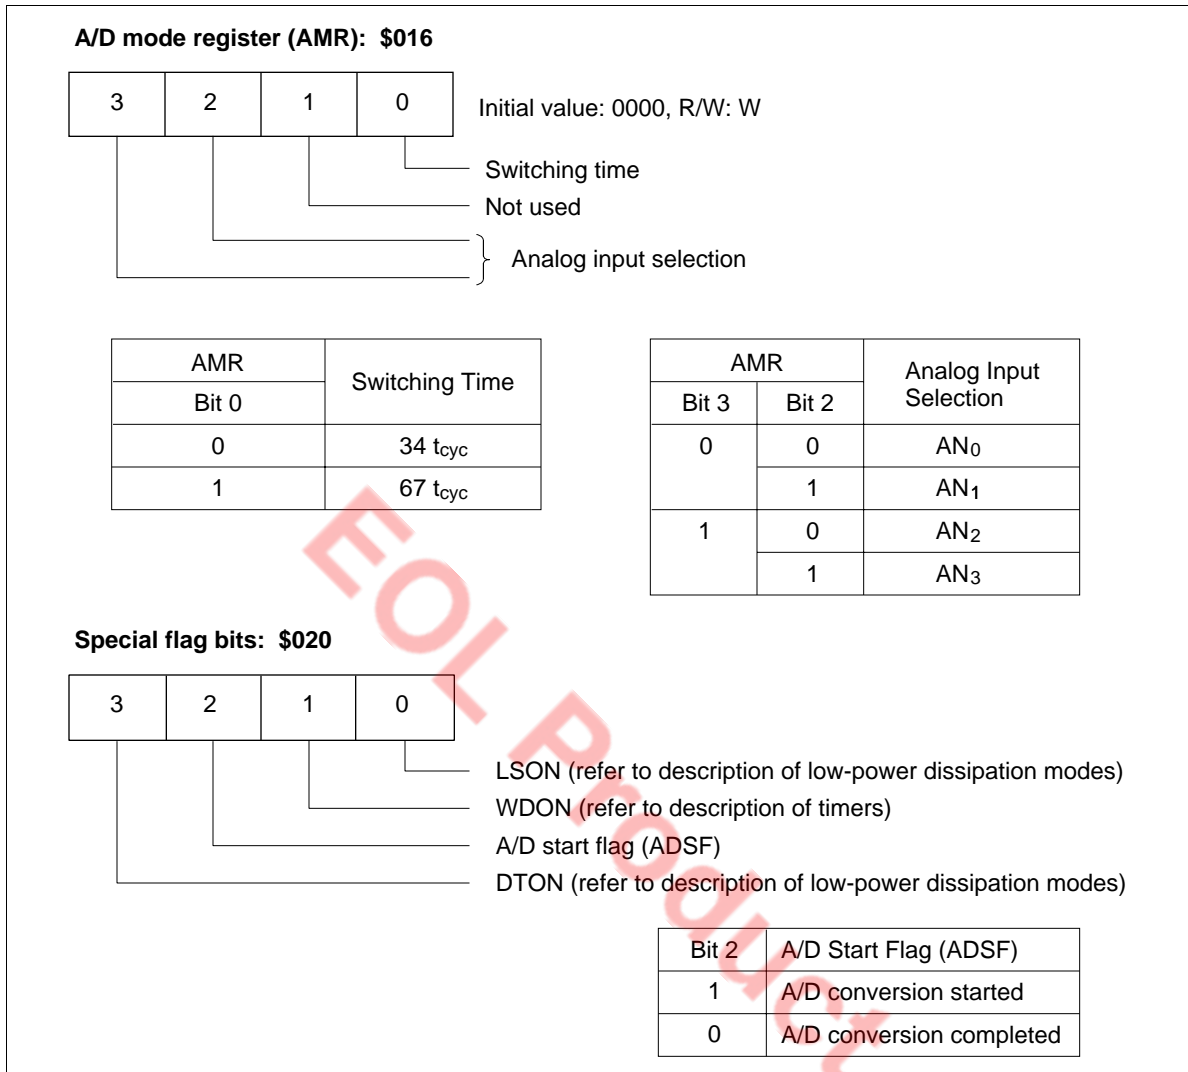 A/D mode register (AMR): $016
3 2 1 0
Initial value: 0000, R/W: W
Switching time
Not used
Analog input selection
AMR Switching Time
Bit 0
0 34 tcyc
1 67 tcyc
AMR Analog Input Selection
Bit 3 Bit 2
0 0 AN0
1 AN1
1 0 AN2
1 AN3
Special flag bits: $020
3 2 1 0
LSON (refer to description of low-power dissipation modes)
WDON (refer to description of timers)
A/D start flag (ADSF)
DTON (refer to description of low-power dissipation modes)
Bit 2 A/D Start Flag (ADSF)
1 A/D conversion started
0 A/D conversion completed
EOL Product